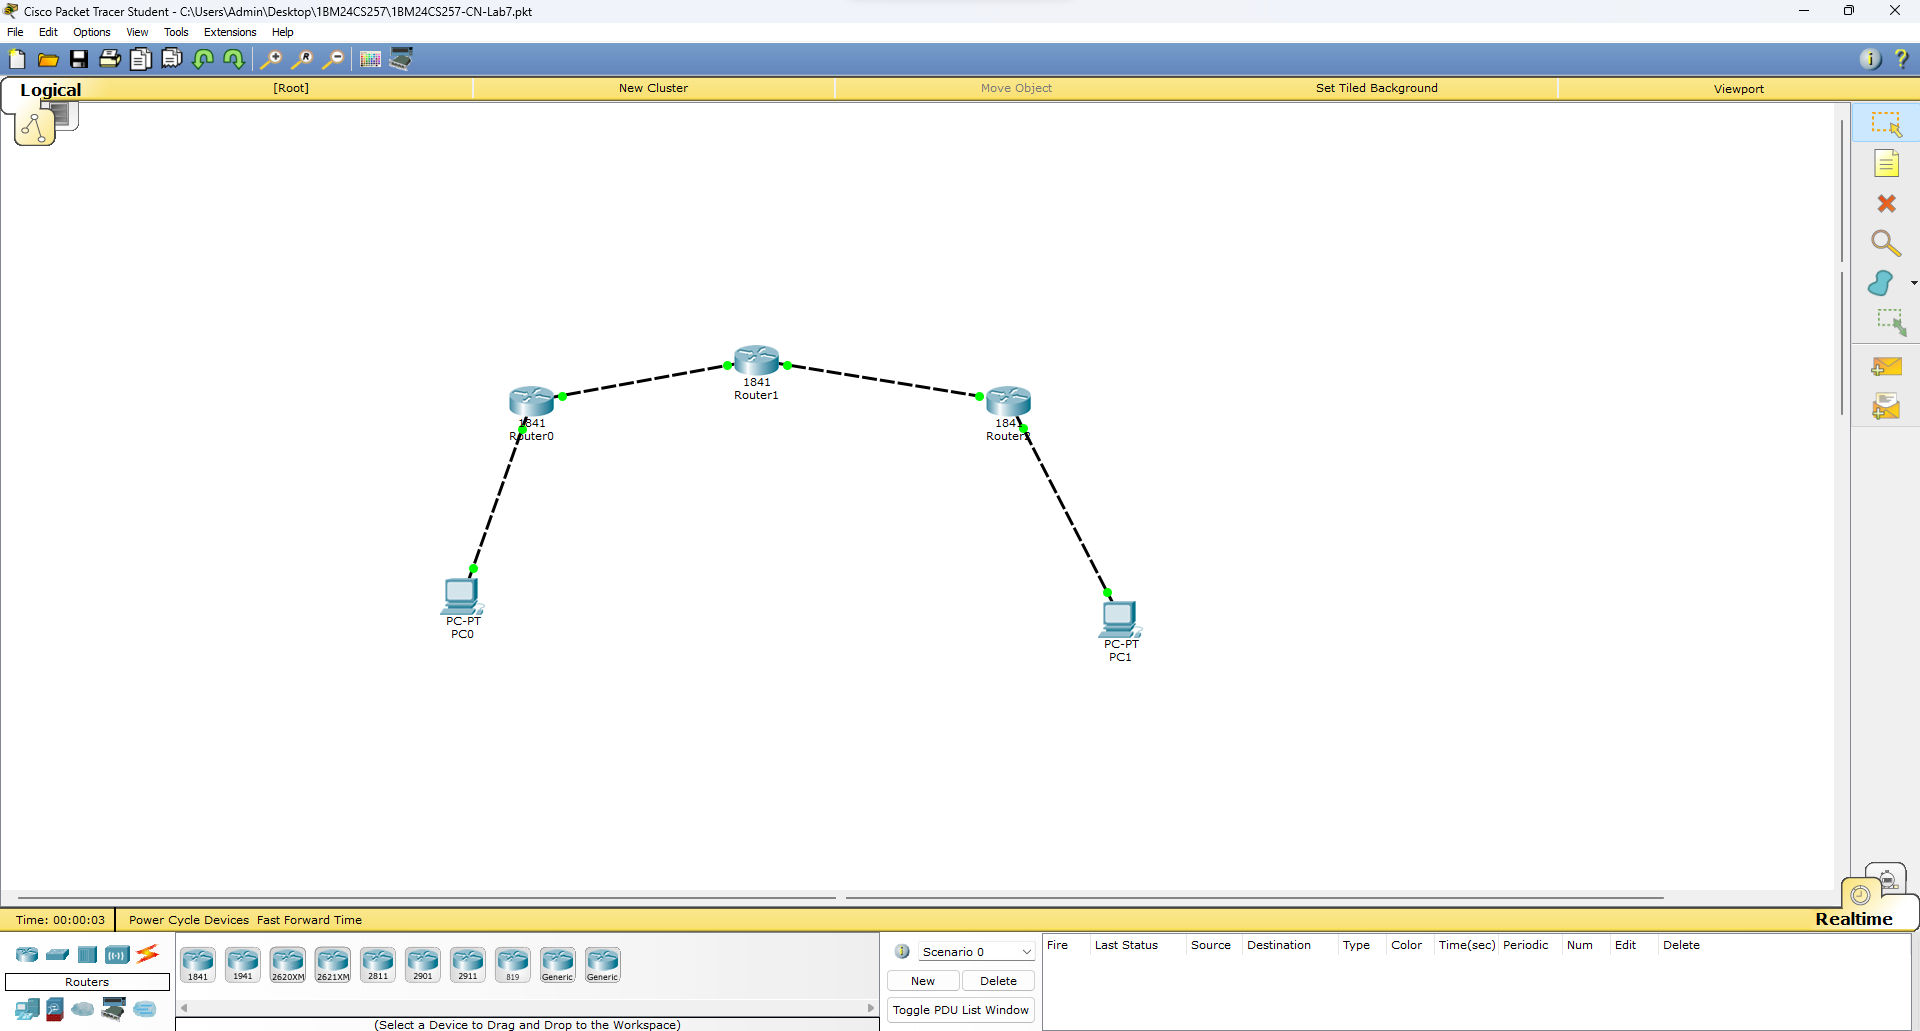 Cisco Packet Tracer Student - C:\Users\Admin\Desktop\1BM24CS257\1BM24CS257-CN-Lab7.pkt
File Edit Options View Tools Extensions Help
Logical [Root] New Cluster Move Object Set Tiled Background Viewport
1841
Router1
1841
Router0
1841
Router2
PC-PT
PC0
PC-PT
PC1
Time: 00:00:03 Power Cycle Devices Fast Forward Time
Realtime
Routers
1841 1941 2620XM 2621XM 2811 2901 2911 819 Generic Generic
(Select a Device to Drag and Drop to the Workspace)
Scenario 0
New Delete
Toggle PDU List Window
Fire Last Status Source Destination Type Color Time(sec) Periodic Num Edit Delete